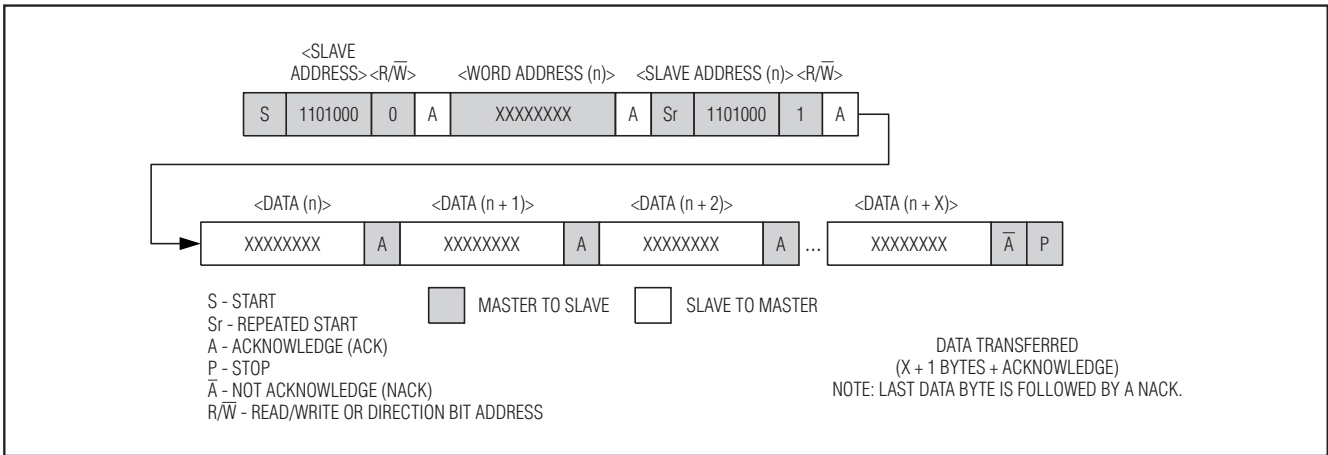 <SLAVE
ADDRESS> <R/W̅> <WORD ADDRESS (n)> <SLAVE ADDRESS (n)> <R/W̅>
S 1101000 0 A XXXXXXXX A Sr 1101000 1 A
<DATA (n)> <DATA (n + 1)> <DATA (n + 2)> <DATA (n + X)>
XXXXXXXX A XXXXXXXX A XXXXXXXX A ... XXXXXXXX A̅ P
S - START
Sr - REPEATED START
A - ACKNOWLEDGE (ACK)
P - STOP
A̅ - NOT ACKNOWLEDGE (NACK)
R/W̅ - READ/WRITE OR DIRECTION BIT ADDRESS
MASTER TO SLAVE SLAVE TO MASTER
DATA TRANSFERRED
(X + 1 BYTES + ACKNOWLEDGE)
NOTE: LAST DATA BYTE IS FOLLOWED BY A NACK.